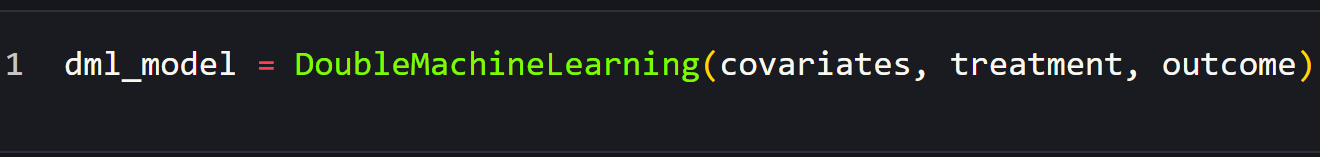 1 dml_model = DoubleMachineLearning(covariates, treatment, outcome)